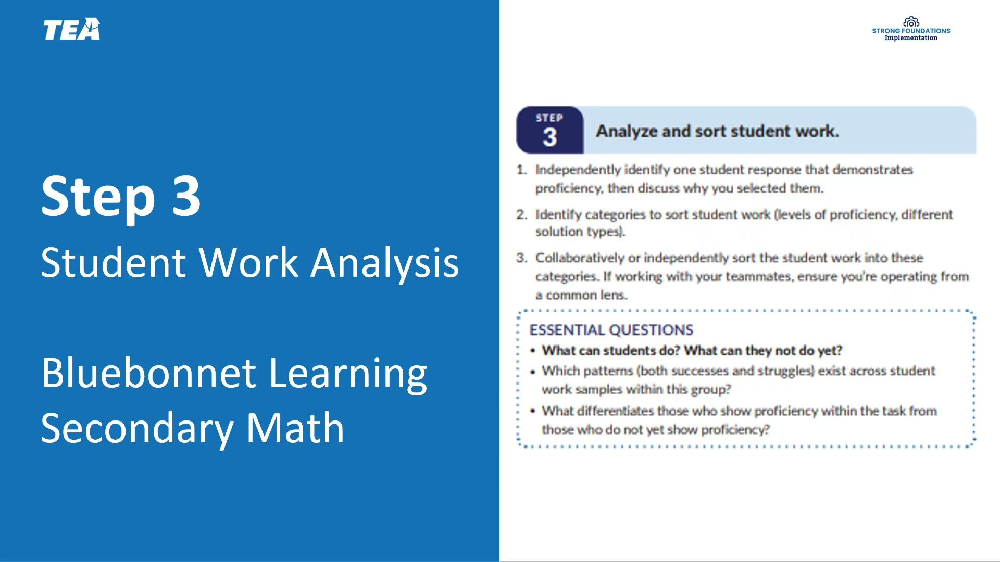 TEA
Step 3
Student Work Analysis
Bluebonnet Learning
Secondary Math
STRONG FOUNDATIONS
Implementation
STEP
3
Analyze and sort student work.
1. Independently identify one student response that demonstrates
proficiency, then discuss why you selected them.
2. Identify categories to sort student work (levels of proficiency, different
solution types).
3. Collaboratively or independently sort the student work into these
categories. If working with your teammates, ensure you're operating from
a common lens.
ESSENTIAL QUESTIONS
• What can students do? What can they not do yet?
• Which patterns (both successes and struggles) exist across student
work samples within this group?
• What differentiates those who show proficiency within the task from
those who do not yet show proficiency?